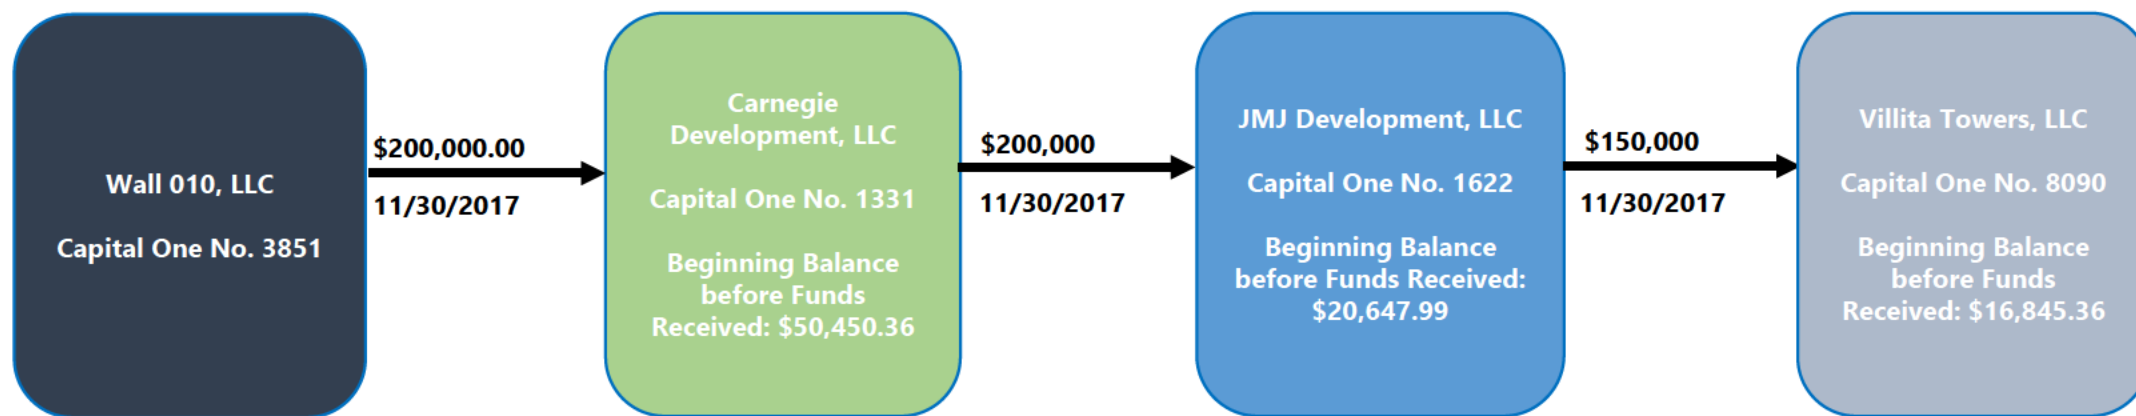 Wall 010, LLC
Capital One No. 3851
$200,000.00
11/30/2017
Carnegie
Development, LLC
Capital One No. 1331
Beginning Balance
before Funds
Received: $50,450.36
$200,000
11/30/2017
JMJ Development, LLC
Capital One No. 1622
Beginning Balance
before Funds Received:
$20,647.99
$150,000
11/30/2017
Villita Towers, LLC
Capital One No. 8090
Beginning Balance
before Funds
Received: $16,845.36